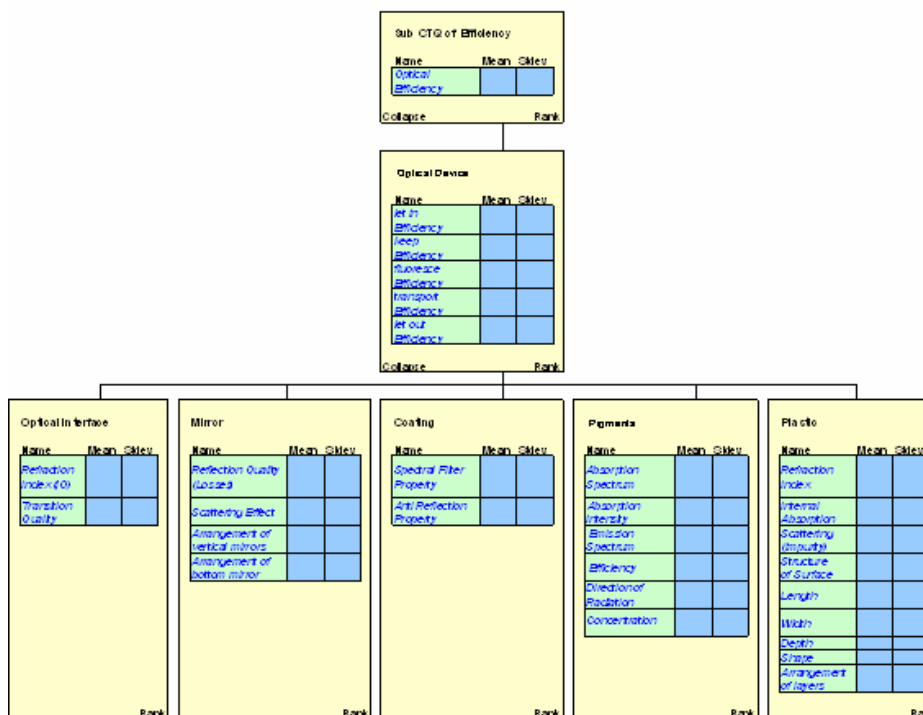 Sub CTQ of Efficiency
Name Mean Stdev
Optical
Efficiency
Collapse Rank
Optical Device
Name Mean Stdev
let in
Efficiency
keep
Efficiency
fluoresce
Efficiency
transport
Efficiency
let out
Efficiency
Collapse Rank
Optical Interface
Name Mean Stdev
Refraction
Index (IO)
Transition
Quality
Rank
Mirror
Name Mean Stdev
Reflection Quality
(Losses)
Scattering Effect
Arrangement of
vertical mirrors
Arrangement of
bottom mirror
Rank
Coating
Name Mean Stdev
Spectral Filter
Property
Anti Reflection
Property
Rank
Pigments
Name Mean Stdev
Absorption
Spectrum
Absorption
Intensity
Emission
Spectrum
Efficiency
Direction of
Radiation
Concentration
Rank
Plastic
Name Mean Stdev
Refraction
Index
Internal
Absorption
Scattering
(Impurity)
Structure
of Surface
Length
Width
Depth
Shape
Arrangement
of layers
Rank